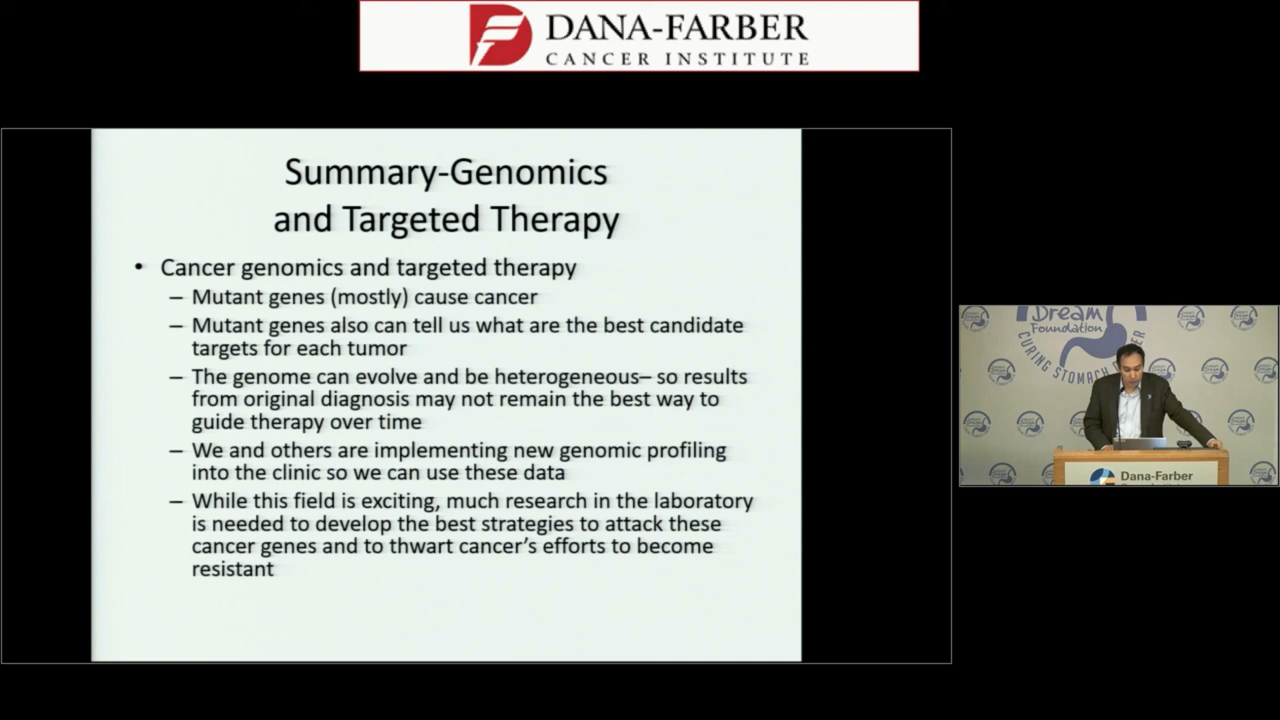 DANA-FARBER
CANCER INSTITUTE
Summary-Genomics
and Targeted Therapy
• Cancer genomics and targeted therapy
– Mutant genes (mostly) cause cancer
– Mutant genes also can tell us what are the best candidate
targets for each tumor
– The genome can evolve and be heterogeneous– so results
from original diagnosis may not remain the best way to
guide therapy over time
– We and others are implementing new genomic profiling
into the clinic so we can use these data
– While this field is exciting, much research in the laboratory
is needed to develop the best strategies to attack these
cancer genes and to thwart cancer’s efforts to become
resistant
Dream
Foundation
CURING STOMACH
Dana-Farber